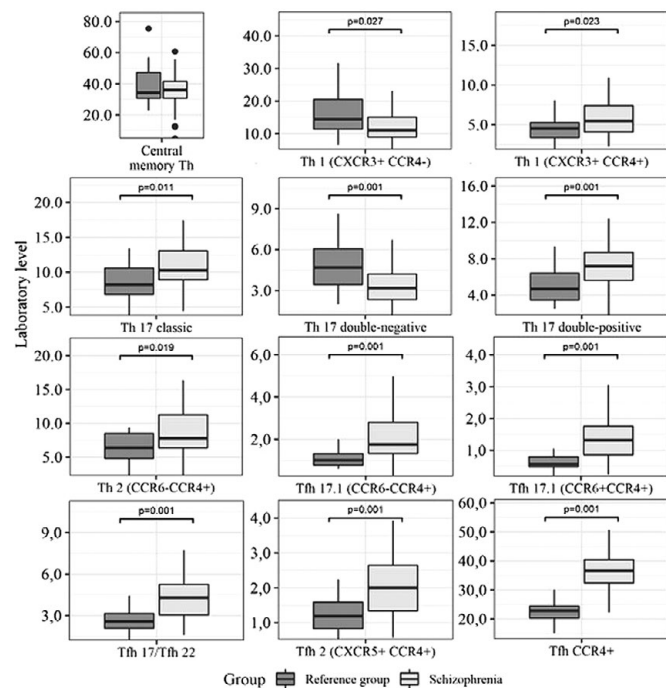 80.0
60.0
40.0
20.0
Central
memory Th
p=0.027
40.0
30.0
20.0
10.0
Th 1 (CXCR3+ CCR4-)
p=0.023
15.0
10.0
5.0
Th 1 (CXCR3+ CCR4+)
Laboratory level
p=0.011
20.0
15.0
10.0
5.0
Th 17 classic
p=0.001
9.0
6.0
3.0
Th 17 double-negative
p=0.001
16.0
12.0
8.0
4.0
Th 17 double-positive
p=0.019
20.0
15.0
10.0
5.0
Th 2 (CCR6-CCR4+)
p=0.001
6,0
4,0
2.0
Tfh 17.1 (CCR6-CCR4+)
p=0.001
4,0
3,0
2,0
1,0
Tfh 17.1 (CCR6+CCR4+)
p=0.001
9.0
6.0
3.0
Tfh 17/Tfh 22
p=0.001
4,0
3,0
2,0
1,0
Tfh 2 (CXCR5+ CCR4+)
p=0.001
60,0
50,0
40,0
30,0
20,0
Tfh CCR4+
Group Reference group Schizophrenia